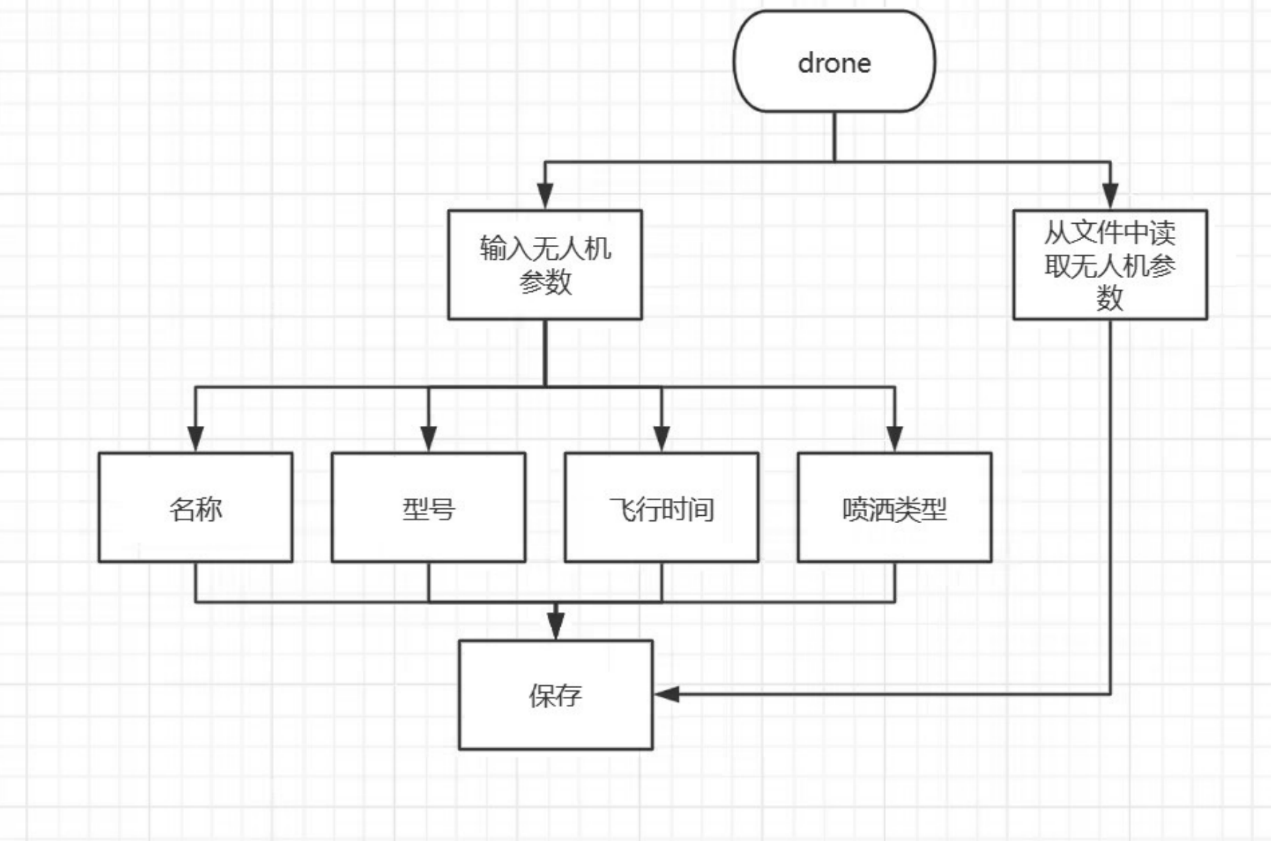 drone
输入无人机
参数
从文件中读
取无人机参
数
名称
型号
飞行时间
喷洒类型
保存